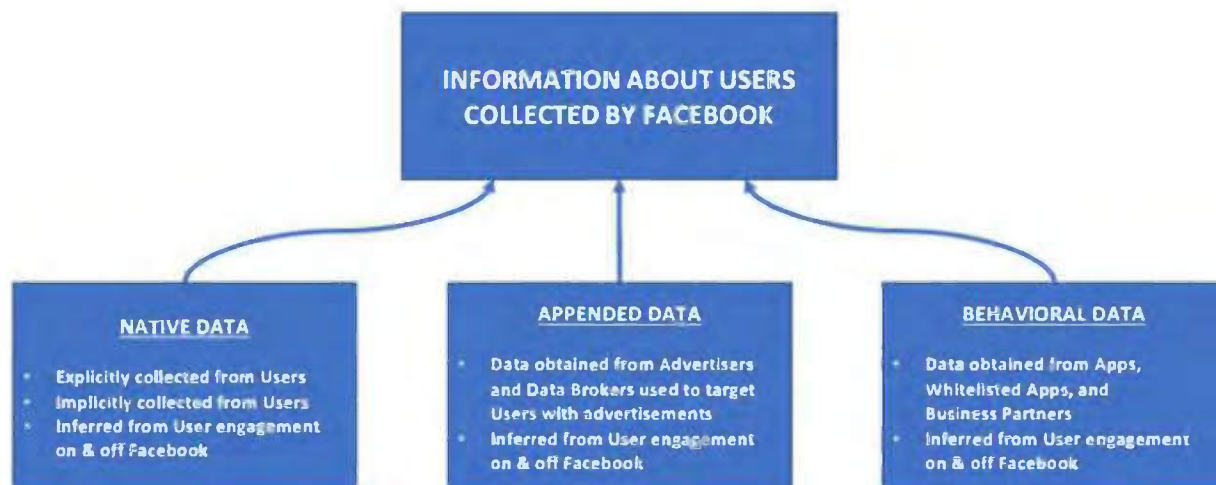 INFORMATION ABOUT USERS
COLLECTED BY FACEBOOK
NATIVE DATA
• Explicitly collected from Users
• Implicitly collected from Users
• Inferred from User engagement
on & off Facebook
APPENDED DATA
• Data obtained from Advertisers
and Data Brokers used to target
Users with advertisements
• Inferred from User engagement
on & off Facebook
BEHAVIORAL DATA
• Data obtained from Apps,
Whitelisted Apps, and
Business Partners
• Inferred from User engagement
on & off Facebook